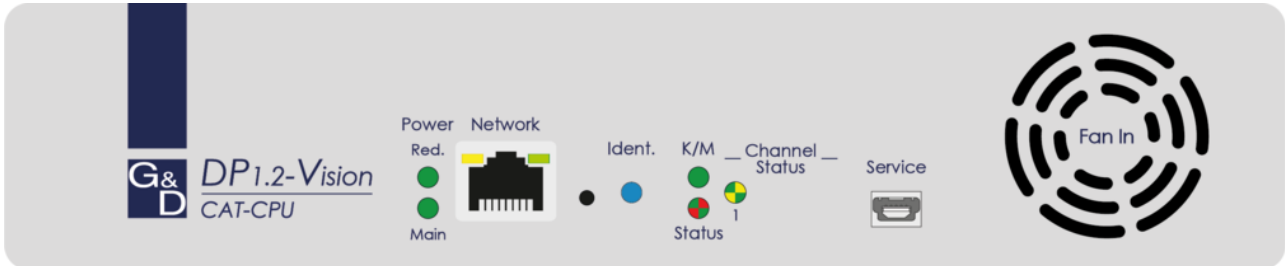 G&D
DP1.2-Vision
CAT-CPU
Power
Red.
Main
Network
Ident.
K/M
Status
Channel
Status
1
Service
Fan In